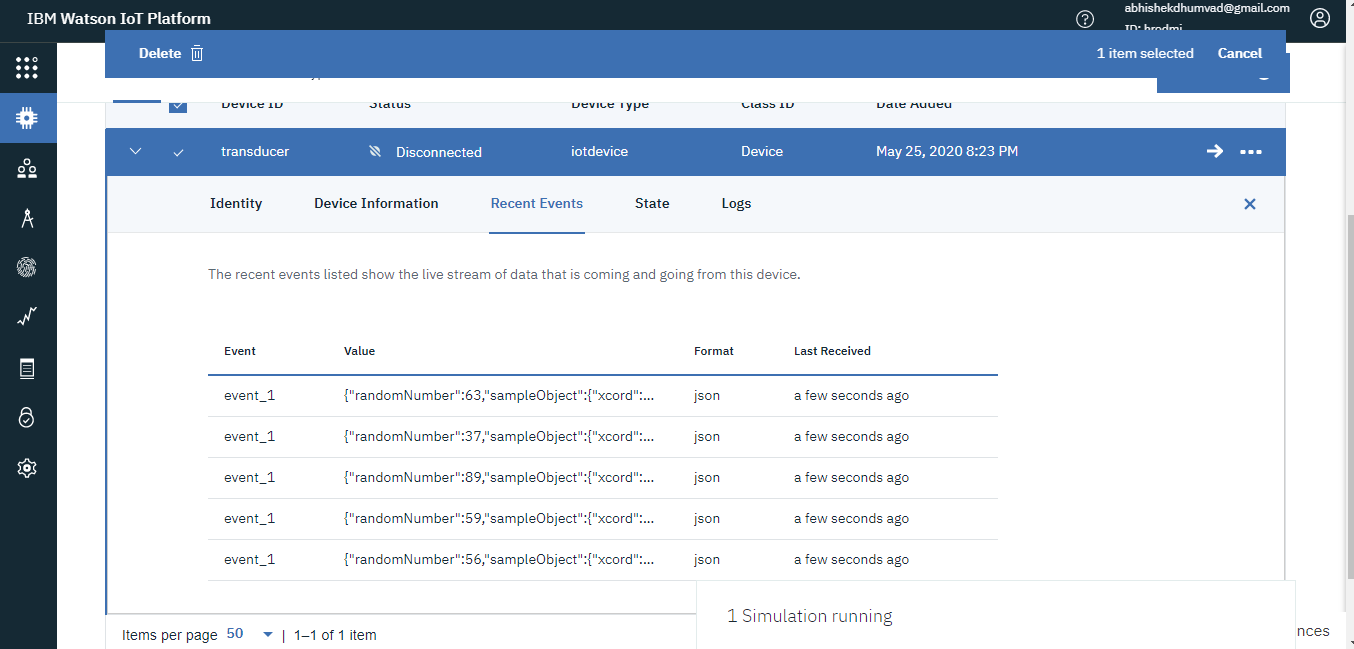 IBM Watson IoT Platform
abhishekdhumvad@gmail.com
Delete
1 item selected Cancel
Device ID Status Device Type Class ID Date Added
transducer Disconnected iotdevice Device May 25, 2020 8:23 PM
Identity Device Information Recent Events State Logs
The recent events listed show the live stream of data that is coming and going from this device.
Event Value Format Last Received
event_1 {"randomNumber":63,"sampleObject":{"xcord":... json a few seconds ago
event_1 {"randomNumber":37,"sampleObject":{"xcord":... json a few seconds ago
event_1 {"randomNumber":89,"sampleObject":{"xcord":... json a few seconds ago
event_1 {"randomNumber":59,"sampleObject":{"xcord":... json a few seconds ago
event_1 {"randomNumber":56,"sampleObject":{"xcord":... json a few seconds ago
1 Simulation running
Items per page 50 | 1–1 of 1 item
nces